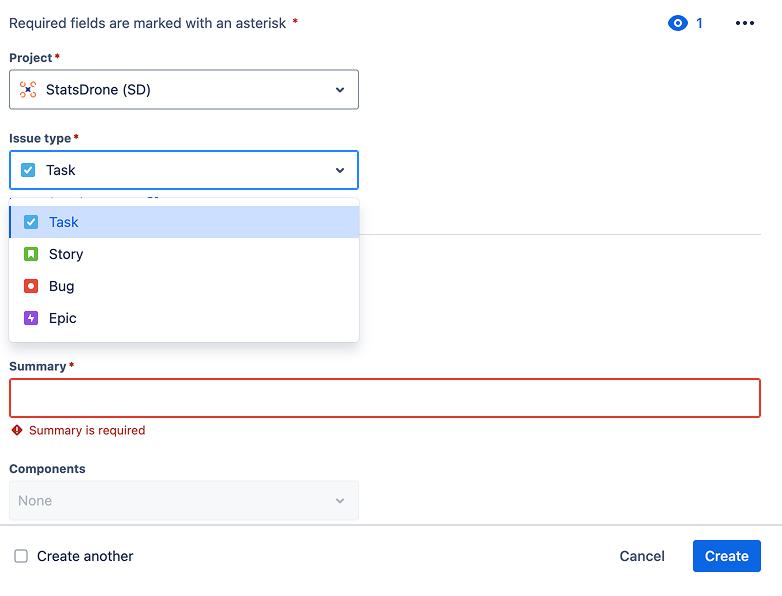 Required fields are marked with an asterisk *
1
Project *
StatsDrone (SD)
Issue type *
Task
Task
Story
Bug
Epic
Summary *
Summary is required
Components
None
Create another
Cancel
Create